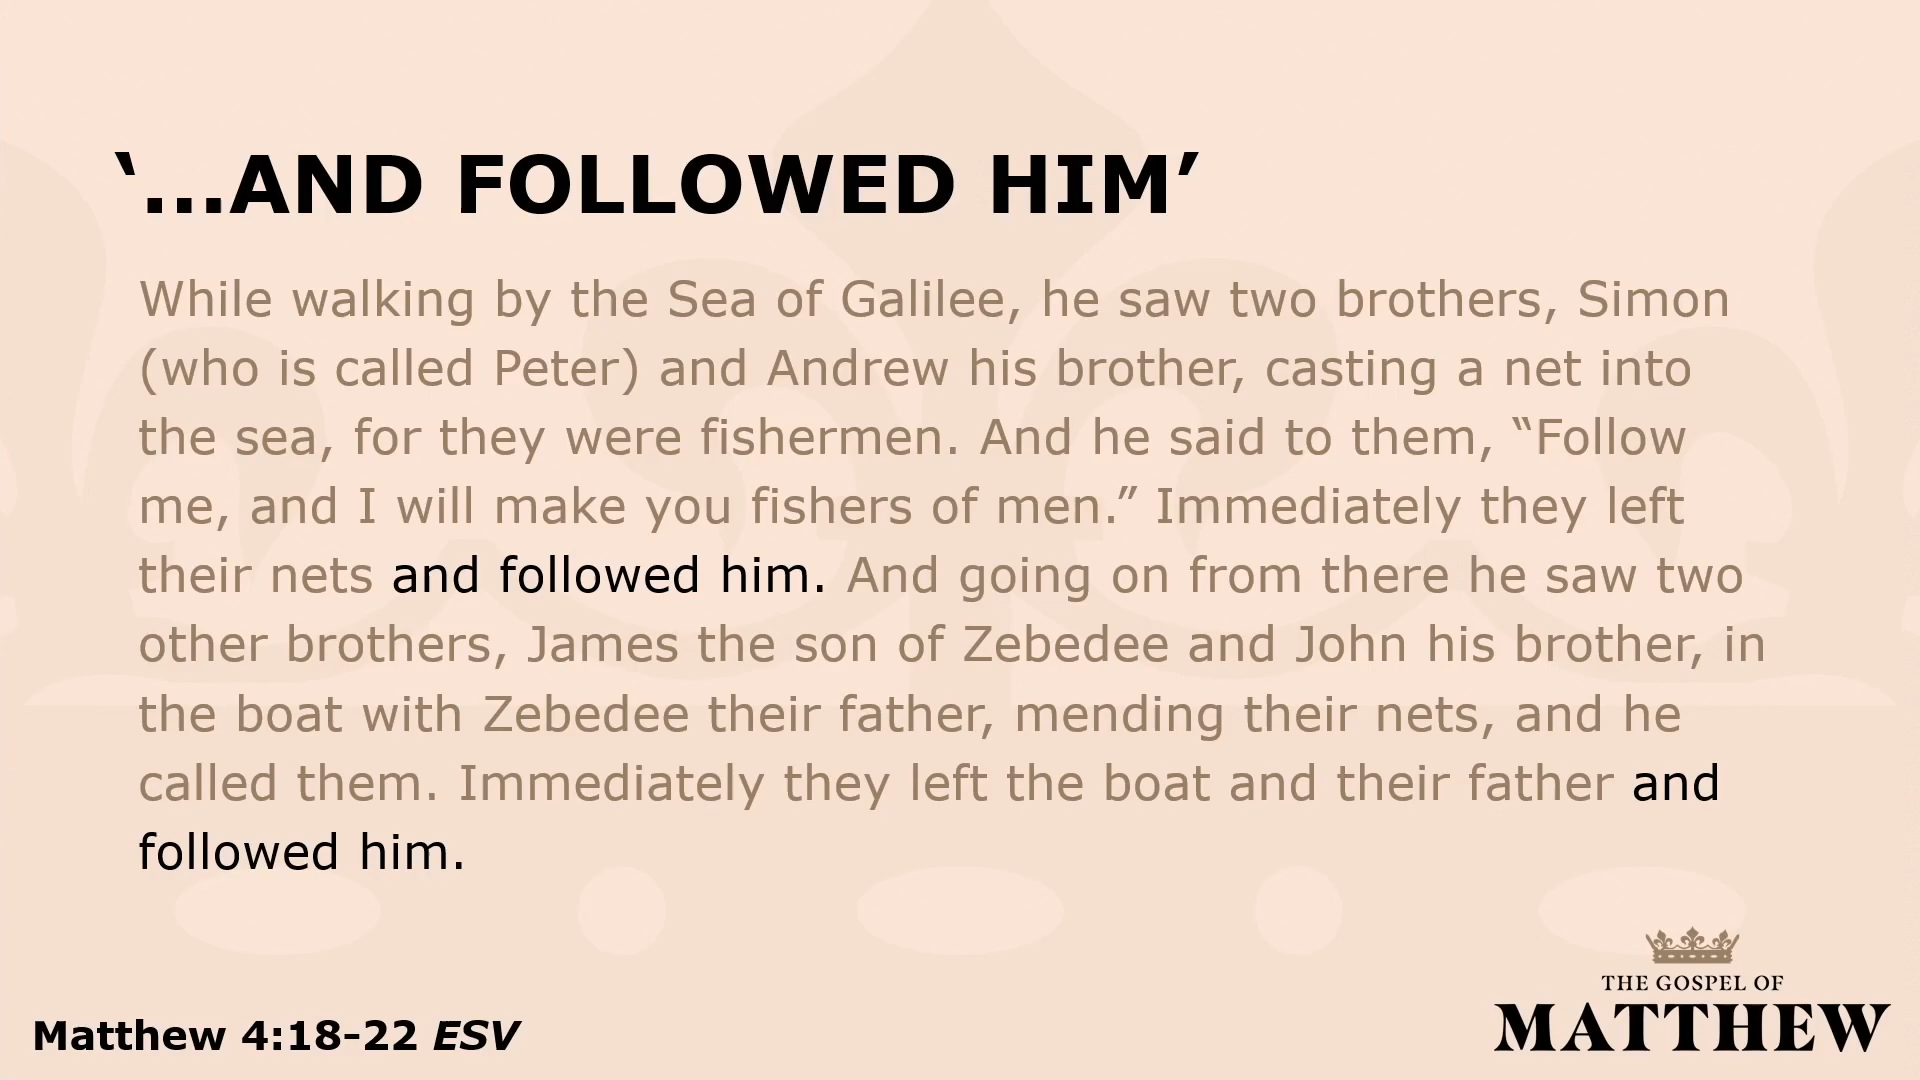 ‘...AND FOLLOWED HIM’
While walking by the Sea of Galilee, he saw two brothers, Simon
(who is called Peter) and Andrew his brother, casting a net into
the sea, for they were fishermen. And he said to them, “Follow
me, and I will make you fishers of men.” Immediately they left
their nets and followed him. And going on from there he saw two
other brothers, James the son of Zebedee and John his brother, in
the boat with Zebedee their father, mending their nets, and he
called them. Immediately they left the boat and their father and
followed him.
Matthew 4:18-22 ESV
THE GOSPEL OF
MATTHEW